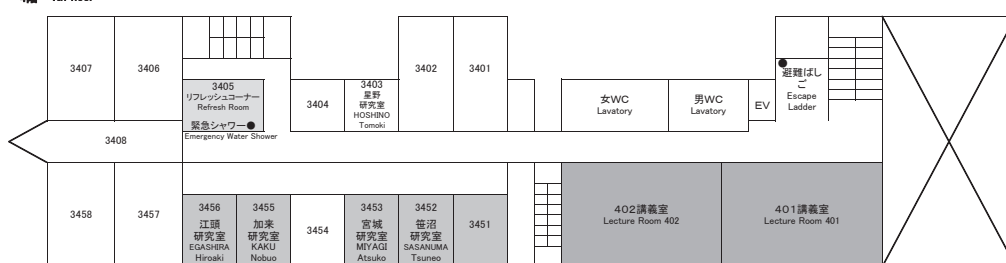 3407
3406
3405
リフレッシュコーナー
Refresh Room
緊急シャワー●
Emergency Water Shower
3404
3403
星野
研究室
HOSHINO
Tomoki
3402
3401
女WC
Lavatory
男WC
Lavatory
EV
避難ばし
ご
Escape
Ladder
3408
3458
3457
3456
江頭
研究室
EGASHIRA
Hiroaki
3455
加来
研究室
KAKU
Nobuo
3454
3453
宮城
研究室
MIYAGI
Atsuko
3452
笹沼
研究室
SASANUMA
Tsuneo
3451
402講義室
Lecture Room 402
401講義室
Lecture Room 401